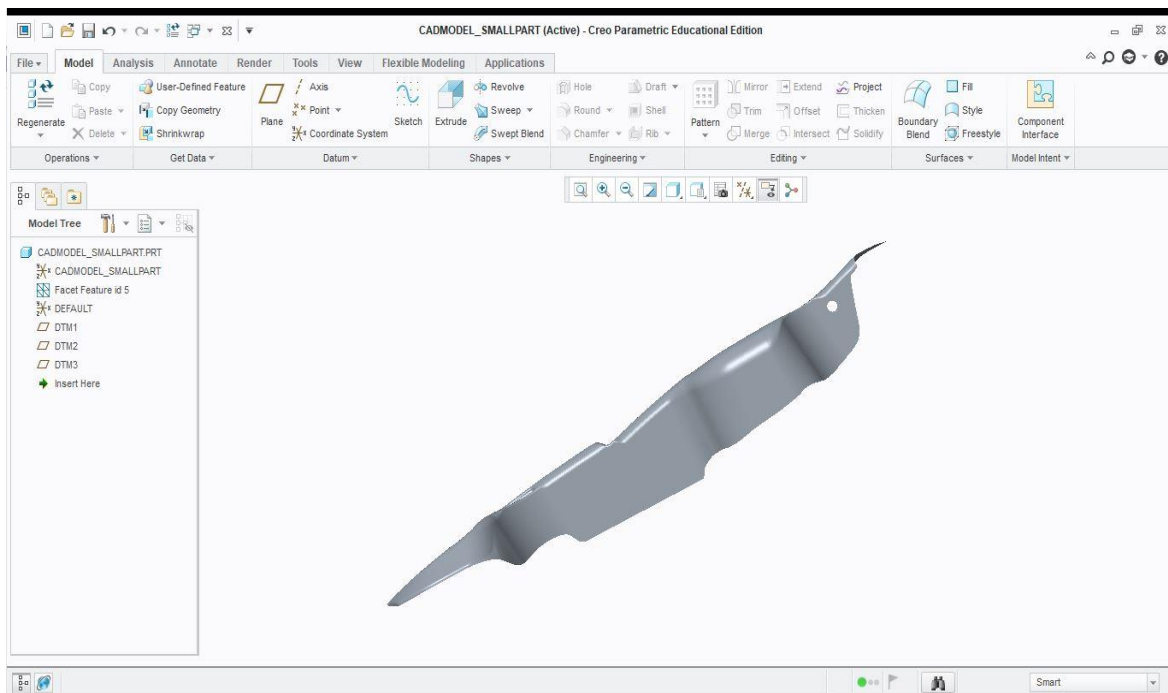 CADMODEL_SMALLPART (Active) - Creo Parametric Educational Edition
File Model Analysis Annotate Render Tools View Flexible Modeling Applications
Copy User-Defined Feature Axis Revolve Hole Draft Mirror Extend Project Fill
Paste Copy Geometry Point Sweep Round Shell Trim Offset Thicken Style
Regenerate Plane Sketch Extrude Pattern Boundary Blend Component Interface
Delete Shrinkwrap Coordinate System Swept Blend Chamfer Rib Merge Intersect Solidify Freestyle
Operations Get Data Datum Shapes Engineering Editing Surfaces Model Intent
Model Tree
CADMODEL_SMALLPART.PRT
CADMODEL_SMALLPART
Facet Feature id 5
DEFAULT
DTM1
DTM2
DTM3
Insert Here
Smart